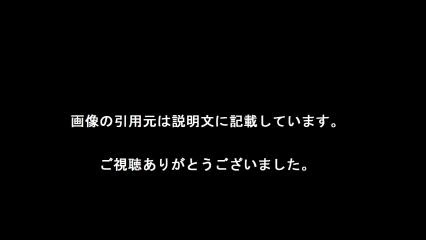 画像の引用元は説明文に記載しています。
ご視聴ありがとうございました。